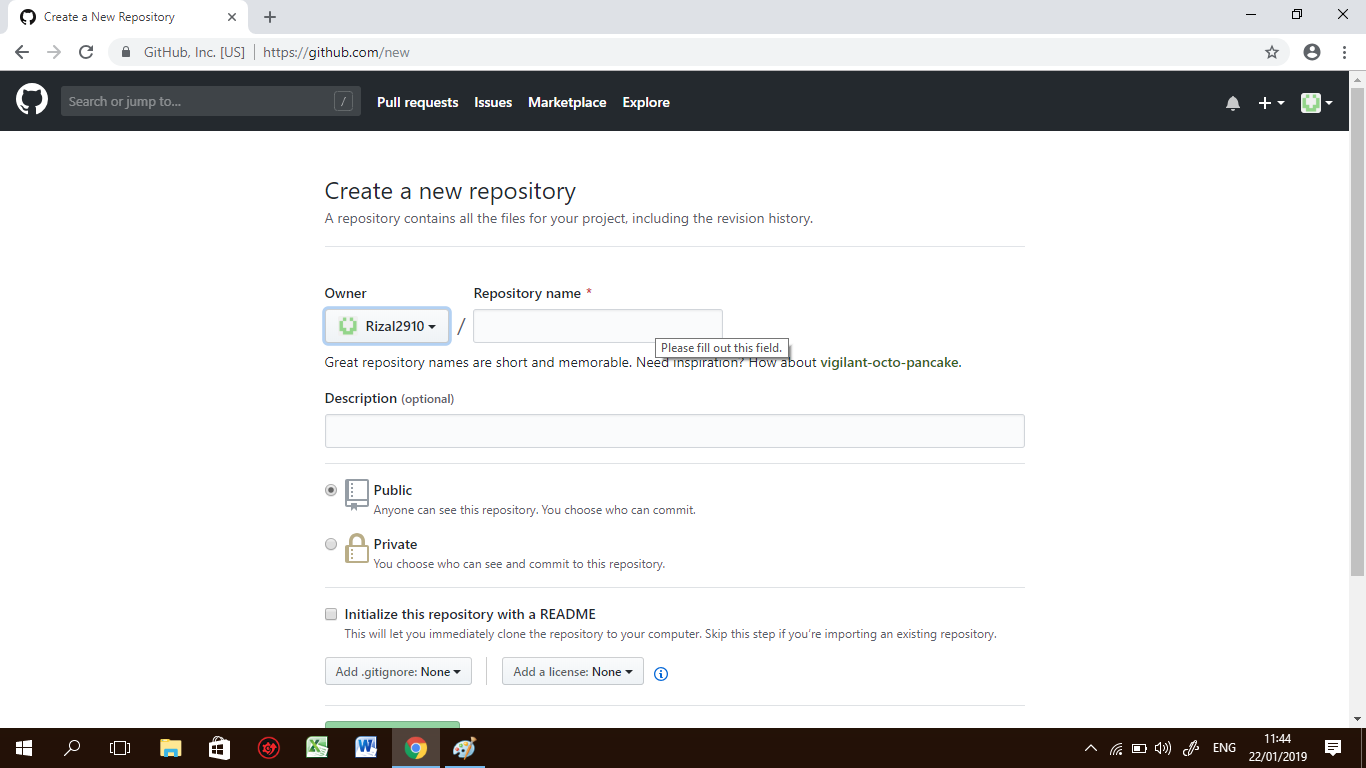 Create a New Repository
GitHub, Inc. [US] https://github.com/new
Search or jump to... / Pull requests Issues Marketplace Explore
Create a new repository
A repository contains all the files for your project, including the revision history.
Owner Repository name *
Rizal2910 /
Please fill out this field.
Great repository names are short and memorable. Need inspiration? How about vigilant-octo-pancake.
Description (optional)
Public
Anyone can see this repository. You choose who can commit.
Private
You choose who can see and commit to this repository.
Initialize this repository with a README
This will let you immediately clone the repository to your computer. Skip this step if you're importing an existing repository.
Add .gitignore: None Add a license: None
ENG 11:44
22/01/2019